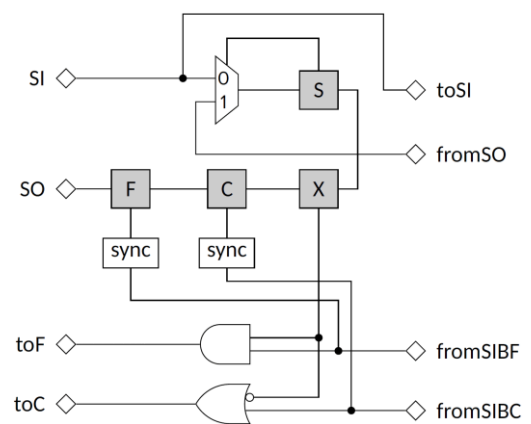 SI
0
1
S
toSI
fromSO
SO
F
C
X
sync
sync
toF
fromSIBF
toC
fromSIBC